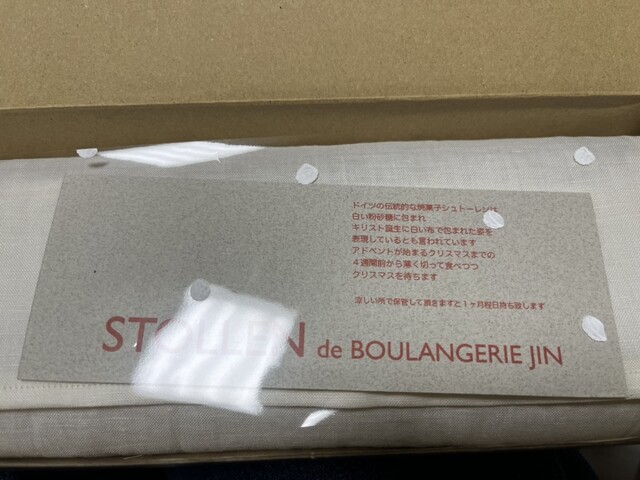 ドイツの伝統的な焼菓子シュトーレンは
白い粉砂糖に包まれ
キリスト誕生に白い布で包まれた姿を
表現しているとも言われています
アドベントが始まるクリスマスまでの
4週間前から薄く切って食べつつ
クリスマスを待ちます
涼しい所で保管して頂きますと1ヶ月程日持ち致します
STOLLEN de BOULANGERIE JIN